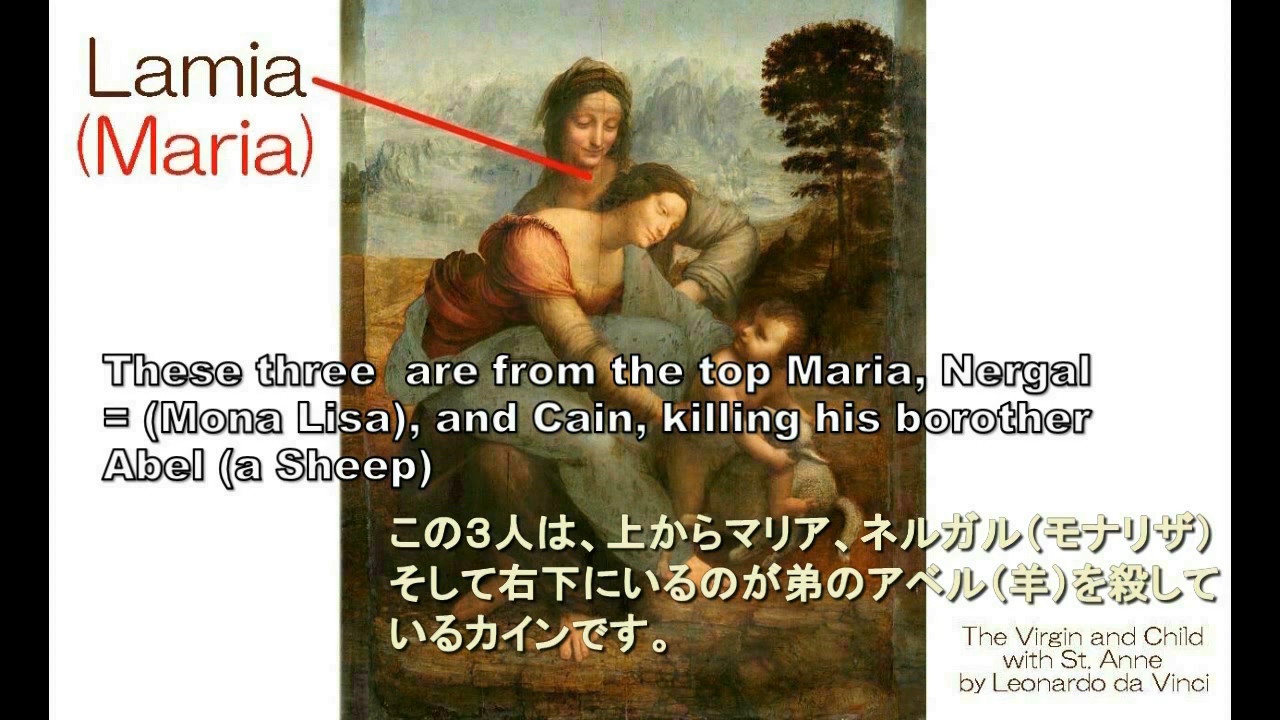 Lamia
(Maria)
These three are from the top Maria, Nergal
= (Mona Lisa), and Cain, killing his borother
Abel (a Sheep)
この３人は、上からマリア、ネルガル（モナリザ）
そして右下にいるのが弟のアベル（羊）を殺して
いるカインです。
The Virgin and Child
with St. Anne
by Leonardo da Vinci